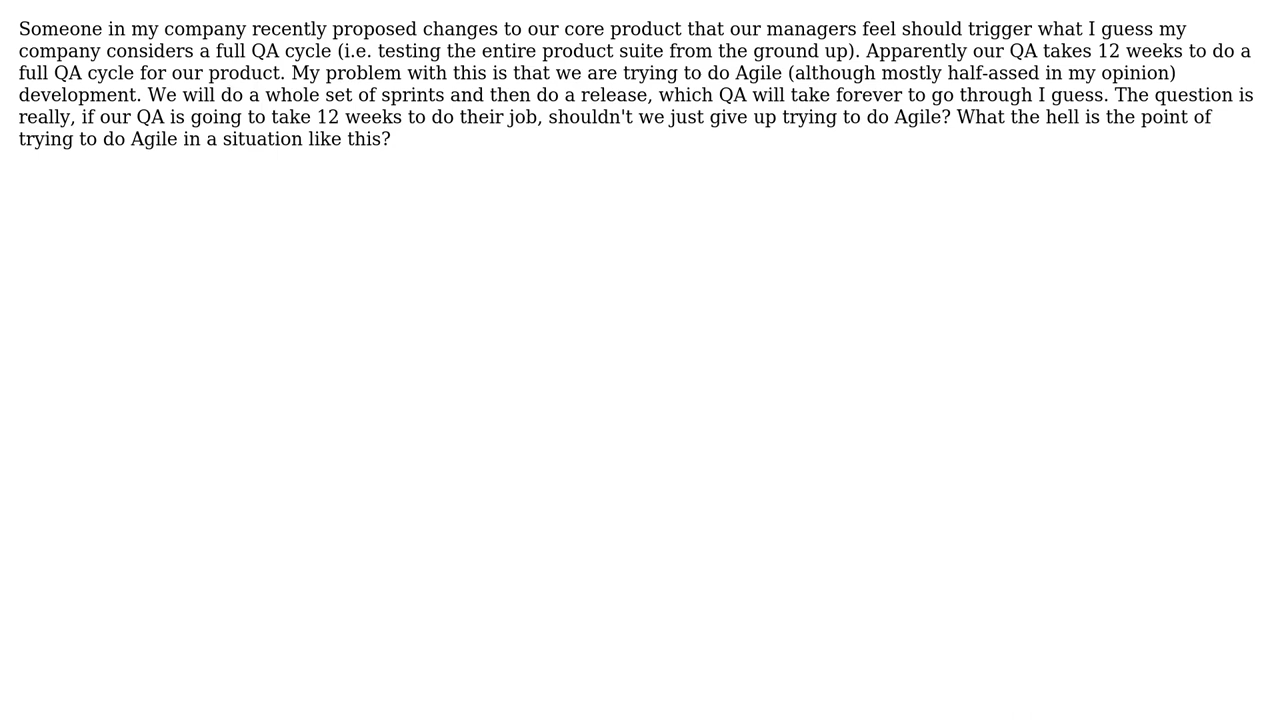 Someone in my company recently proposed changes to our core product that our managers feel should trigger what I guess my
company considers a full QA cycle (i.e. testing the entire product suite from the ground up). Apparently our QA takes 12 weeks to do a
full QA cycle for our product. My problem with this is that we are trying to do Agile (although mostly half-assed in my opinion)
development. We will do a whole set of sprints and then do a release, which QA will take forever to go through I guess. The question is
really, if our QA is going to take 12 weeks to do their job, shouldn't we just give up trying to do Agile? What the hell is the point of
trying to do Agile in a situation like this?